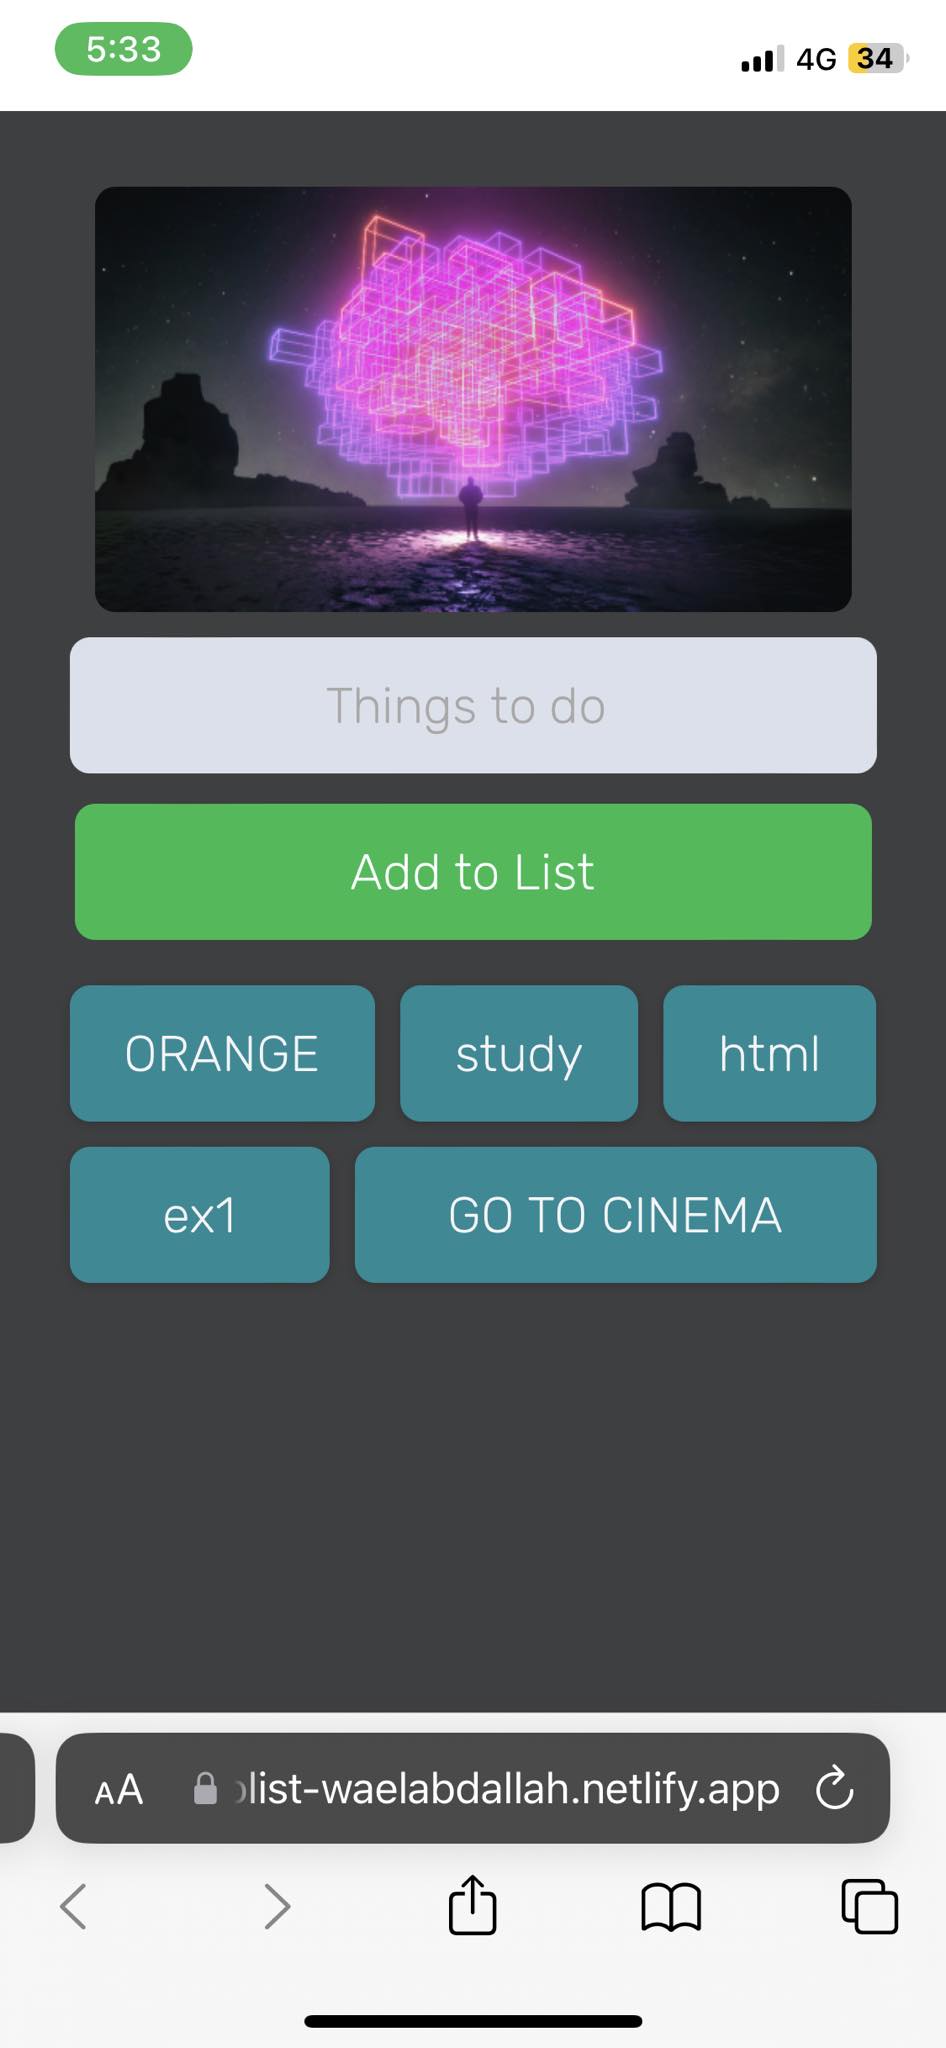 5:33
4G 34
Things to do
Add to List
ORANGE study html
ex1 GO TO CINEMA
AA list-waelabdallah.netlify.app